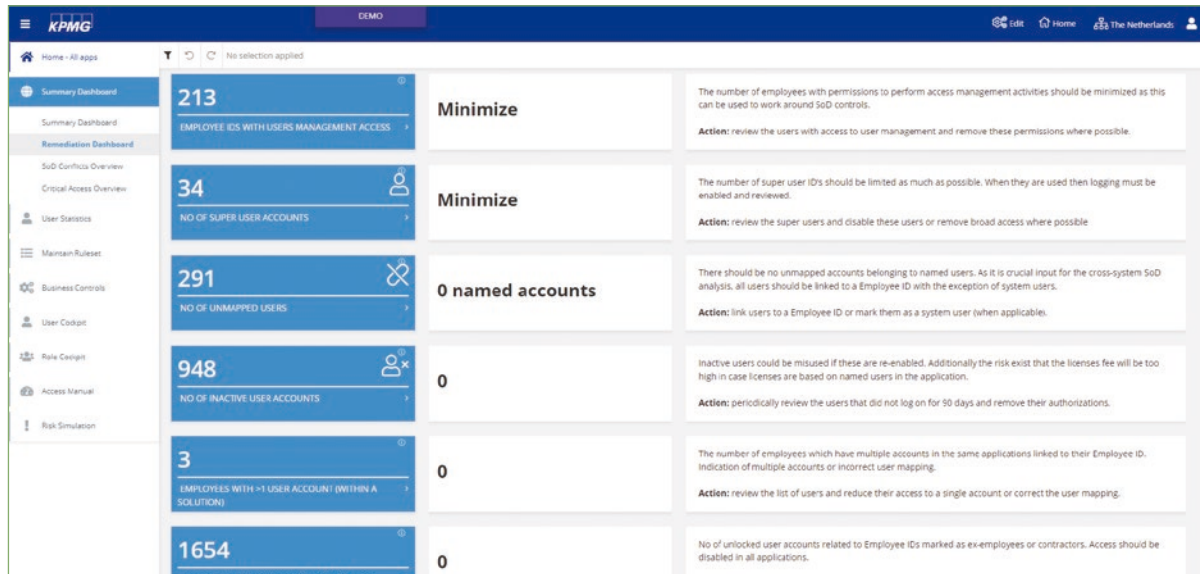 KPMG
DEMO
Edit
Home
The Netherlands
Home - All apps
No selection applied
Summary Dashboard
Summary Dashboard
Remediation Dashboard
SoD Conflicts Overview
Critical Access Overview
User Statistics
Maintain Ruleset
Business Controls
User Cockpit
Role Cockpit
Access Manual
Risk Simulation
213
EMPLOYEE IDS WITH USERS MANAGEMENT ACCESS
Minimize
The number of employees with permissions to perform access management activities should be minimized as this
can be used to work around SoD controls.
Action: review the users with access to user management and remove these permissions where possible.
34
NO OF SUPER USER ACCOUNTS
Minimize
The number of super user ID's should be limited as much as possible. When they are used then logging must be
enabled and reviewed.
Action: review the super users and disable these users or remove broad access where possible
291
NO OF UNMAPPED USERS
0 named accounts
There should be no unmapped accounts belonging to named users. As it is crucial input for the cross-system SoD
analysis, all users should be linked to a Employee ID with the exception of system users.
Action: link users to a Employee ID or mark them as a system user (when applicable).
948
NO OF INACTIVE USER ACCOUNTS
0
Inactive users could be misused if these are re-enabled. Additionally the risk exist that the licenses fee will be too
high in case licenses are based on named users in the application.
Action: periodically review the users that did not log on for 90 days and remove their authorizations.
3
EMPLOYEES WITH >1 USER ACCOUNT (WITHIN A
SOLUTION)
0
The number of employees which have multiple accounts in the same applications linked to their Employee ID.
Indication of multiple accounts or incorrect user mapping.
Action: review the list of users and reduce their access to a single account or correct the user mapping.
1654
0
No of unlocked user accounts related to Employee IDs marked as ex-employees or contractors. Access should be
disabled in all applications.